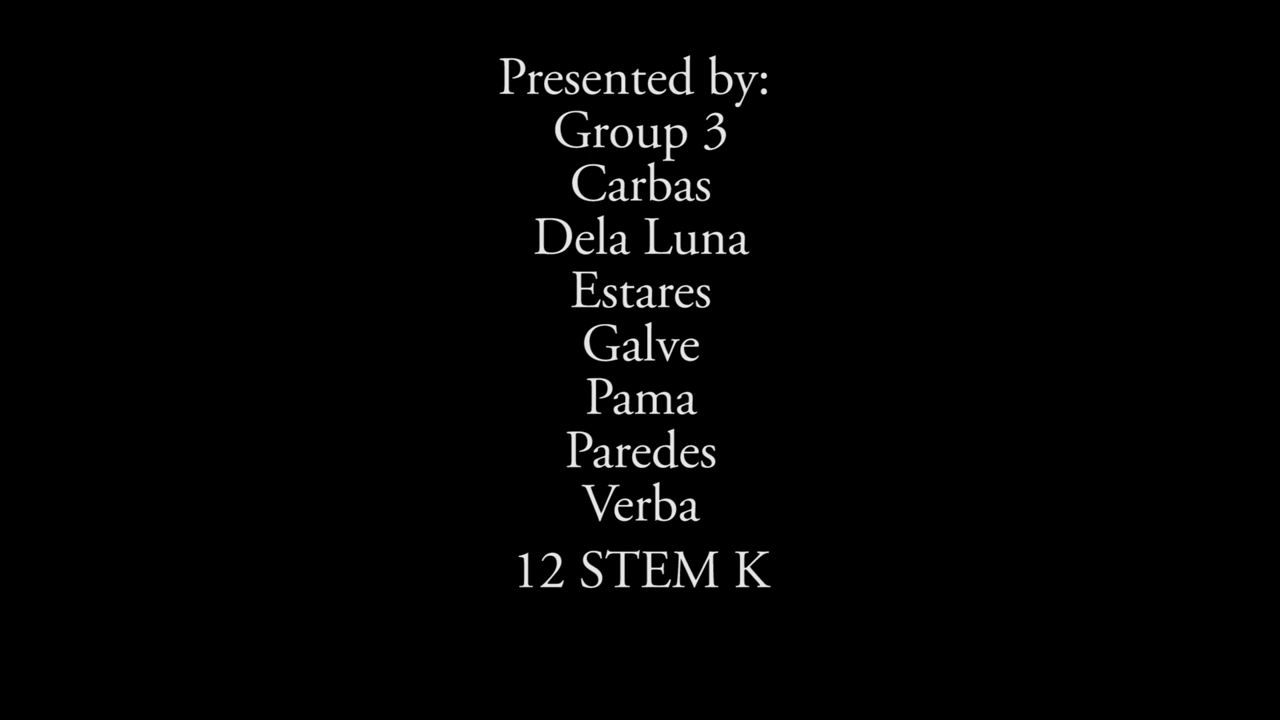 Presented by:
Group 3
Carbas
Dela Luna
Estares
Galve
Pama
Paredes
Verba
12 STEM K